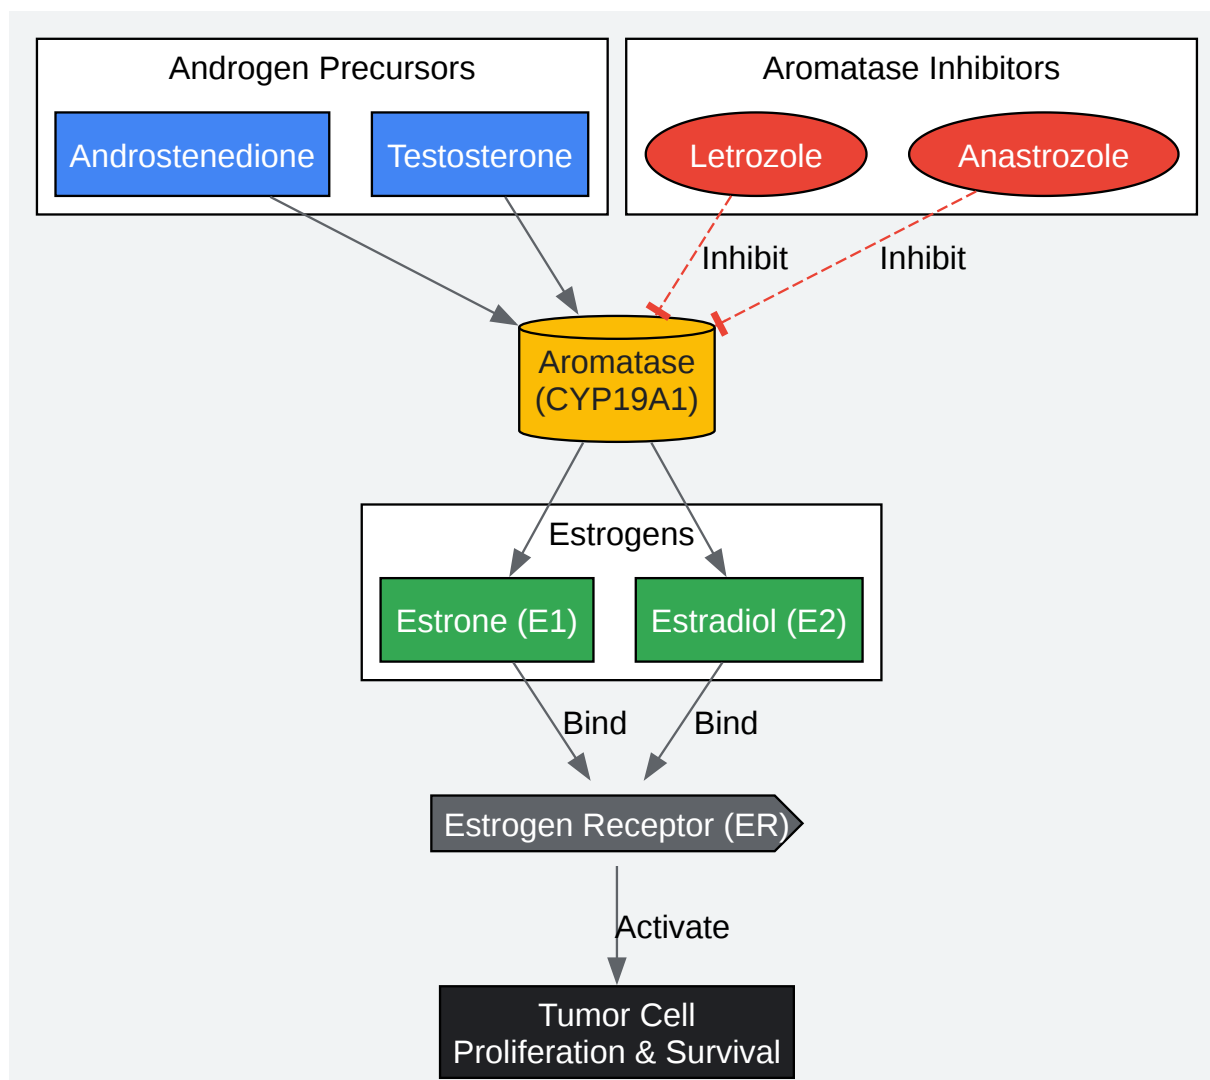 Androgen Precursors
Aromatase Inhibitors
Androstenedione
Testosterone
Letrozole
Anastrozole
Inhibit
Inhibit
Aromatase
(CYP19A1)
Estrogens
Estrone (E1)
Estradiol (E2)
Bind
Bind
Estrogen Receptor (ER)
Activate
Tumor Cell
Proliferation & Survival